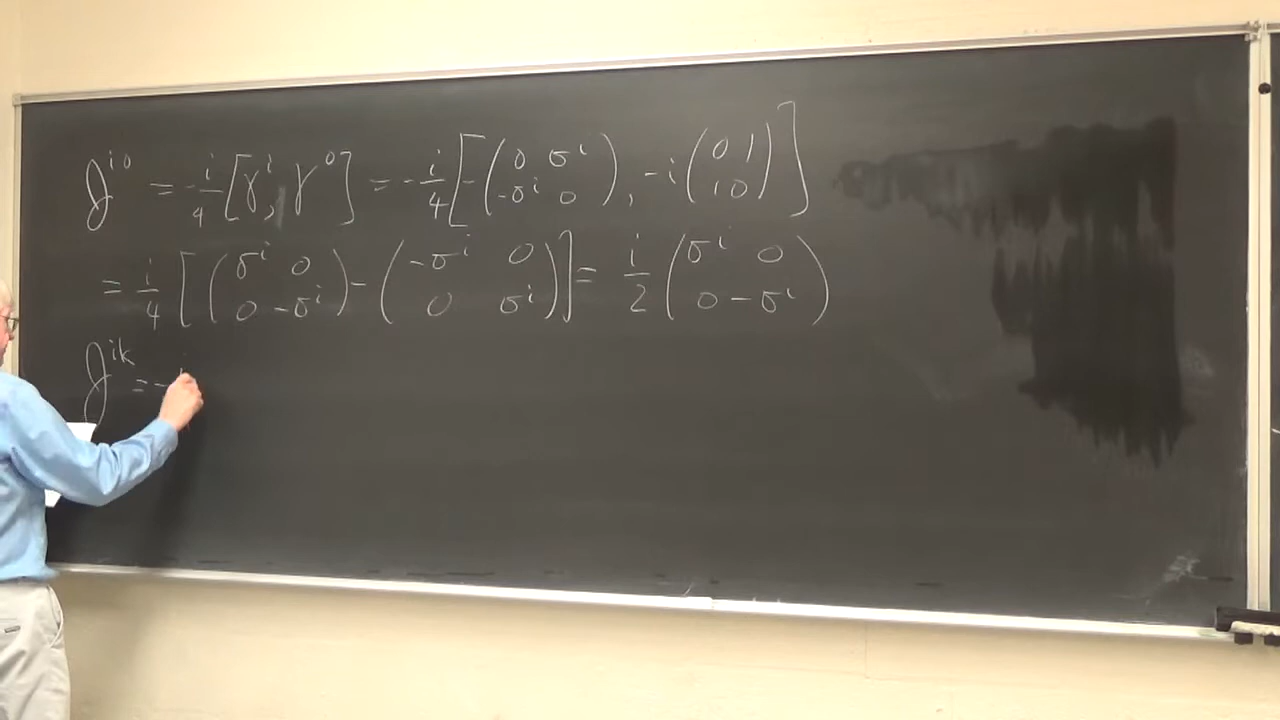 J^{i0} = -i/4 [γ^i, γ^0] = -i/4 [-(0 σ^i; -σ^i 0), -i(0 1; 1 0)]
= i/4 [(σ^i 0; 0 -σ^i) - (-σ^i 0; 0 σ^i)] = i/2 (σ^i 0; 0 -σ^i)
J^{ik} = -i